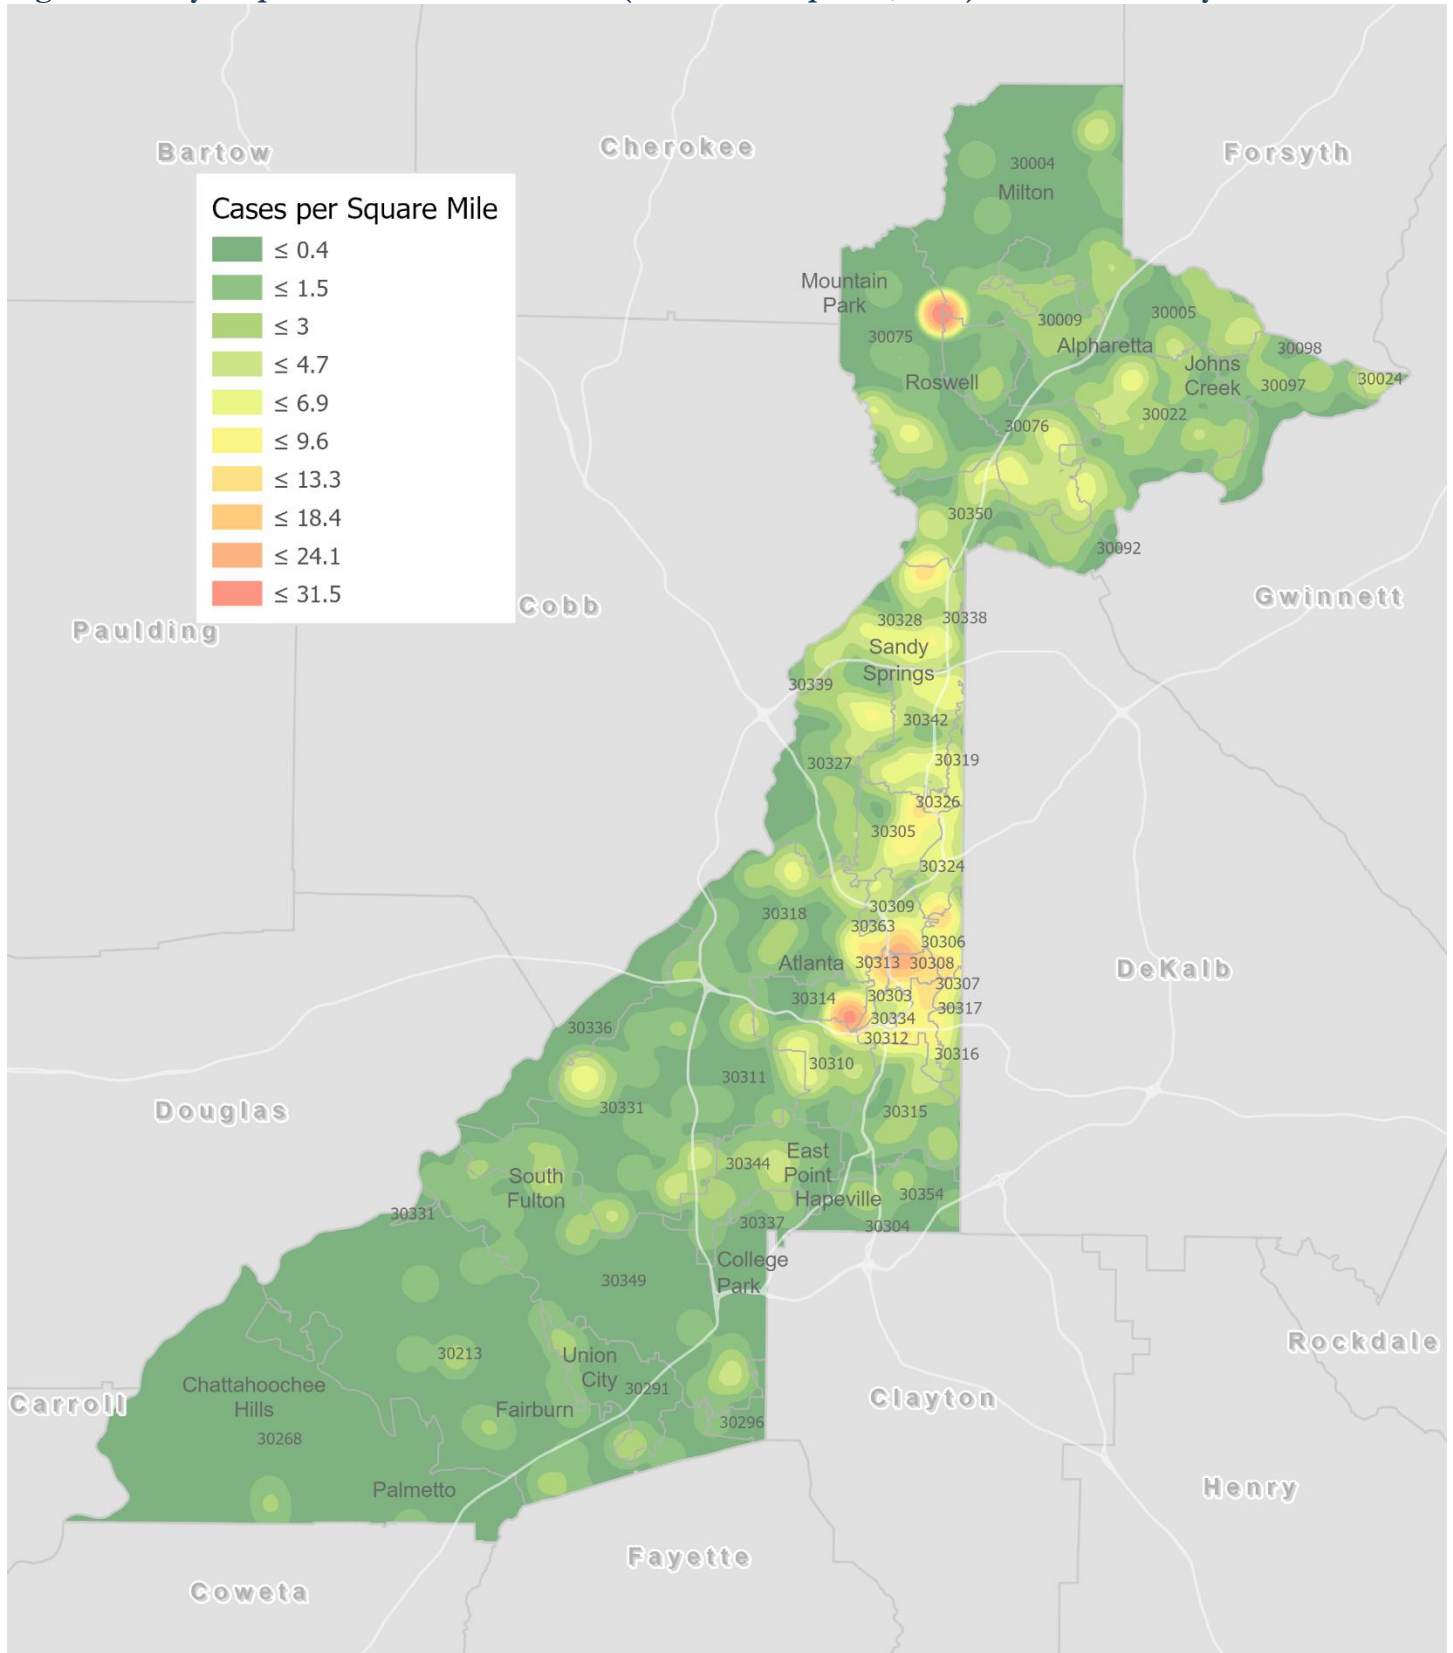 Bartow
Cherokee
Forsyth
30004
Milton
Cases per Square Mile
≤ 0.4
≤ 1.5
≤ 3
≤ 4.7
≤ 6.9
≤ 9.6
≤ 13.3
≤ 18.4
≤ 24.1
≤ 31.5
Mountain
Park
30075
30009
30005
Alpharetta
30098
Johns
Creek
30097
30024
Roswell
30022
30076
30350
30092
Cobb
Paulding
Gwinnett
30328
30338
Sandy
Springs
30339
30342
30327
30319
30326
30305
30324
30318
30309
30363
30306
Atlanta
30313
30308
DeKalb
30307
30314
30303
30317
30334
30336
30312
30316
30310
30311
Douglas
30331
30315
East
Point
30344
South
Fulton
Hapeville
30354
30331
30337
30304
College
Park
30349
Rockdale
30213
Union
City
30291
Chattahoochee
Hills
Carroll
Fairburn
Clayton
30296
30268
Palmetto
Henry
Fayette
Coweta